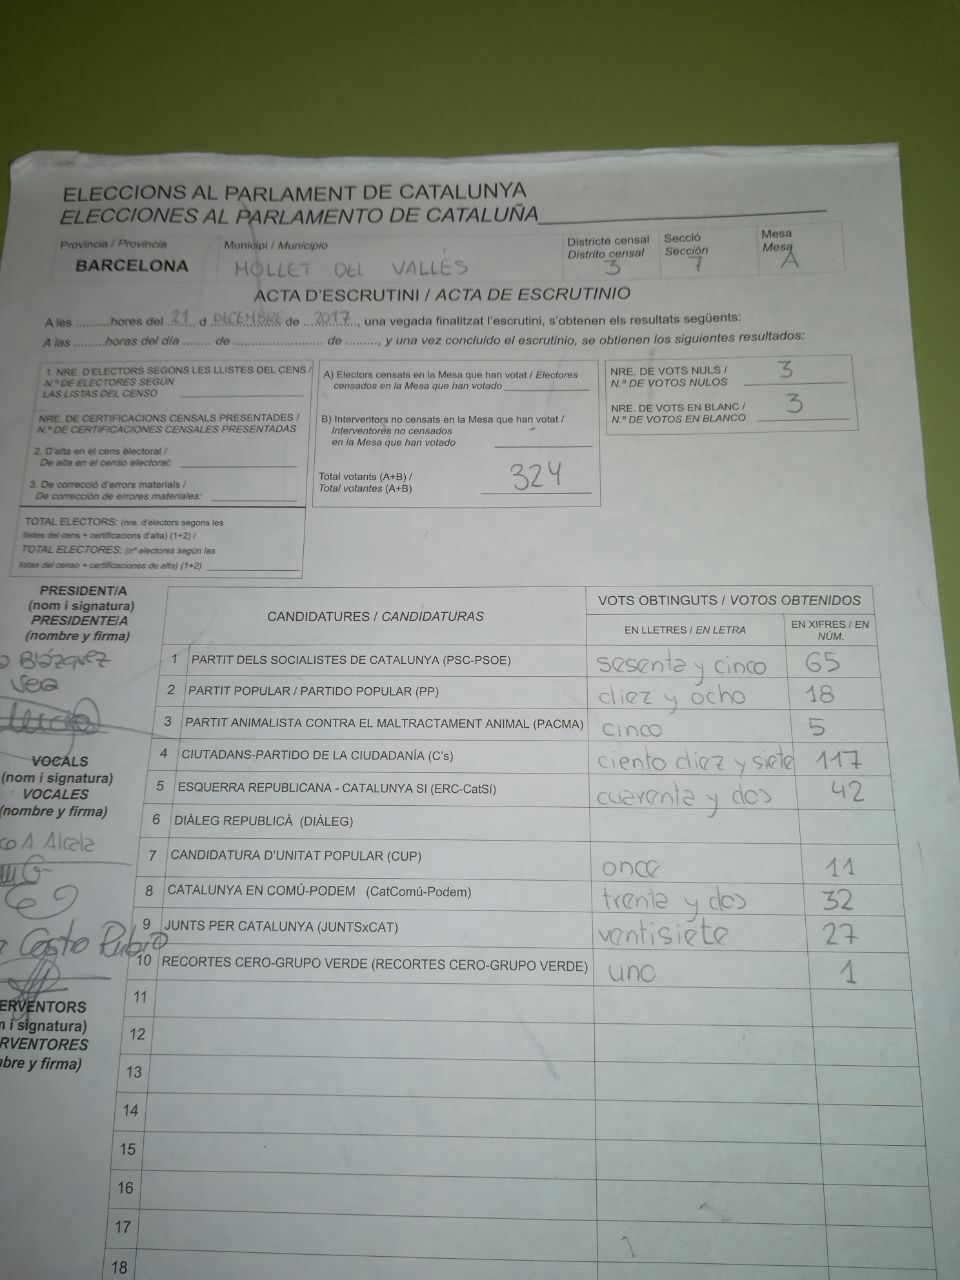 ELECCIONS AL PARLAMENT DE CATALUNYA
ELECCIONES AL PARLAMENTO DE CATALUÑA
Província / Provincia
BARCELONA
Municipi / Municipio
MOLLET DEL VALLÈS
Districte censal
Distrito censal
3
Secció
Sección
7
Mesa
Mesa
A
ACTA D'ESCRUTINI / ACTA DE ESCRUTINIO
A les ..........hores del 21 d DECEMBRE de 2017, una vegada finalitzat l'escrutini, s'obtenen els resultats següents:
A las .........horas del día ........ de .......................... de .........., y una vez concluido el escrutinio, se obtienen los siguientes resultados:
1. NRE. D'ELECTORS SEGONS LES LLISTES DEL CENS /
N.º DE ELECTORES SEGÚN
LAS LISTAS DEL CENSO
NRE. DE CERTIFICACIONS CENSALS PRESENTADES /
N.º DE CERTIFICACIONES CENSALES PRESENTADAS
2. D'alta en el cens electoral /
De alta en el censo electoral:
3. De correcció d'errors materials /
De corrección de errores materiales:
TOTAL ELECTORS: (nre. d'electors segons les
llistes del cens + certificacions d'alta) (1+2) /
TOTAL ELECTORES: (nº electores según las
listas del censo + certificaciones de alta) (1+2)
A) Electors censats en la Mesa que han votat / Electores
censados en la Mesa que han votado
B) Interventors no censats en la Mesa que han votat /
Interventores no censados
en la Mesa que han votado
Total votants (A+B) /
Total votantes (A+B)
324
NRE. DE VOTS NULS /
N.º DE VOTOS NULOS
3
NRE. DE VOTS EN BLANC /
N.º DE VOTOS EN BLANCO
3
PRESIDENT/A
(nom i signatura)
PRESIDENTE/A
(nombre y firma)
Blázquez
Vera
VOCALS
(nom i signatura)
VOCALES
(nombre y firma)
co A. Alcala
Castro Rubio
ERVENTORS
m i signatura)
RVENTORES
mbre y firma)
CANDIDATURES / CANDIDATURAS
VOTS OBTINGUTS / VOTOS OBTENIDOS
EN LLETRES / EN LETRA
EN XIFRES / EN
NÚM.
1 PARTIT DELS SOCIALISTES DE CATALUNYA (PSC-PSOE) sesenta y cinco 65
2 PARTIT POPULAR / PARTIDO POPULAR (PP) diez y ocho 18
3 PARTIT ANIMALISTA CONTRA EL MALTRACTAMENT ANIMAL (PACMA) cinco 5
4 CIUTADANS-PARTIDO DE LA CIUDADANÍA (C's) ciento diez y siete 117
5 ESQUERRA REPUBLICANA - CATALUNYA SI (ERC-CatSí) cuarenta y dos 42
6 DIÀLEG REPUBLICÀ (DIÀLEG)
7 CANDIDATURA D'UNITAT POPULAR (CUP) once 11
8 CATALUNYA EN COMÚ-PODEM (CatComú-Podem) trenta y dos 32
9 JUNTS PER CATALUNYA (JUNTSxCAT) ventisiete 27
10 RECORTES CERO-GRUPO VERDE (RECORTES CERO-GRUPO VERDE) uno 1
11
12
13
14
15
16
17
18